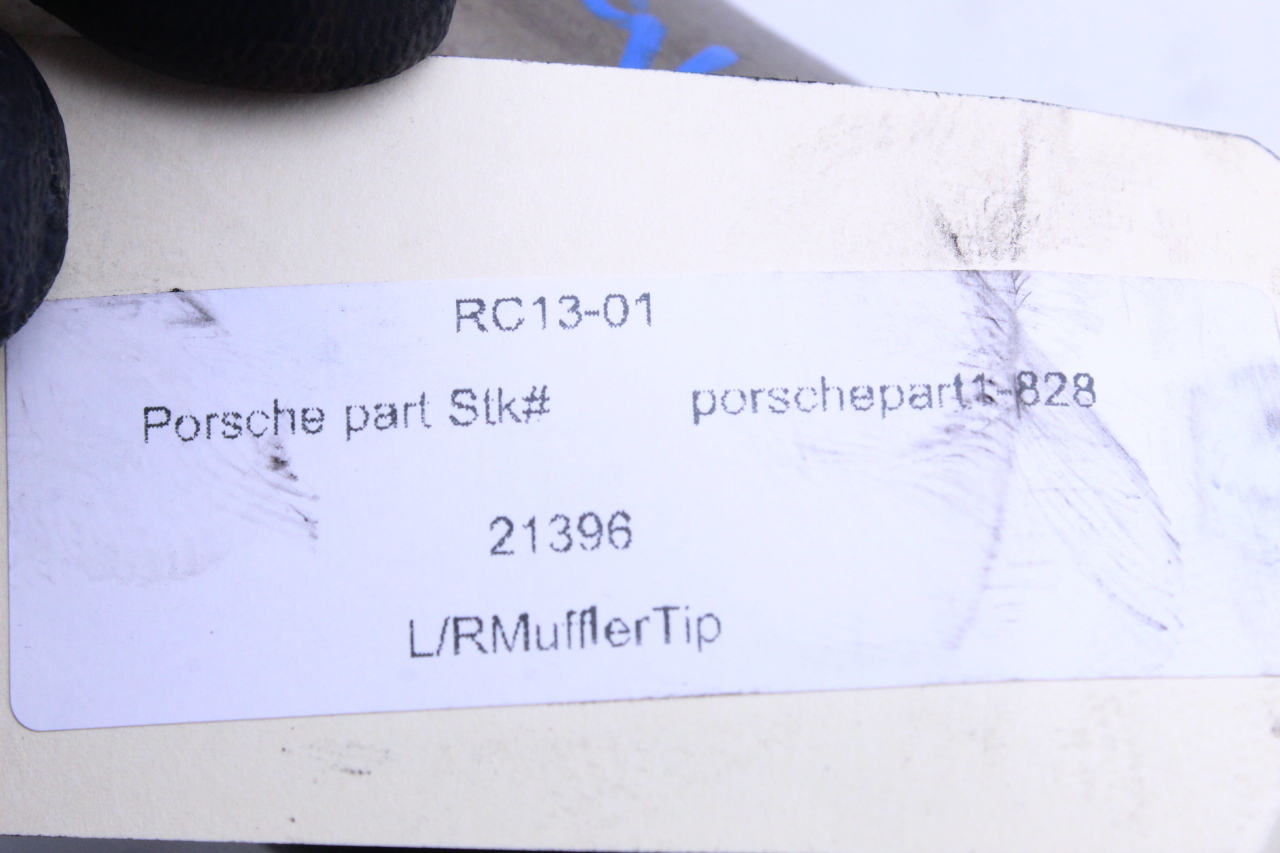 RC13-01
Porsche part Stk# porschepart1-828
21396
L/RMufflerTip